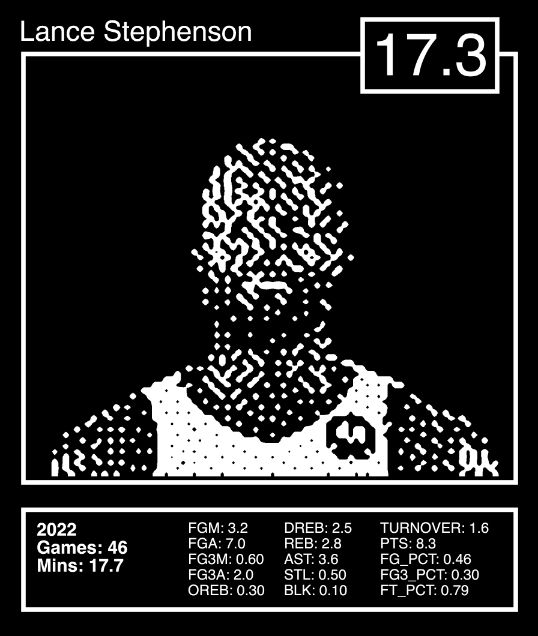 Lance Stephenson
17.3
2022
Games: 46
Mins: 17.7
FGM: 3.2
FGA: 7.0
FG3M: 0.60
FG3A: 2.0
OREB: 0.30
DREB: 2.5
REB: 2.8
AST: 3.6
STL: 0.50
BLK: 0.10
TURNOVER: 1.6
PTS: 8.3
FG_PCT: 0.46
FG3_PCT: 0.30
FT_PCT: 0.79